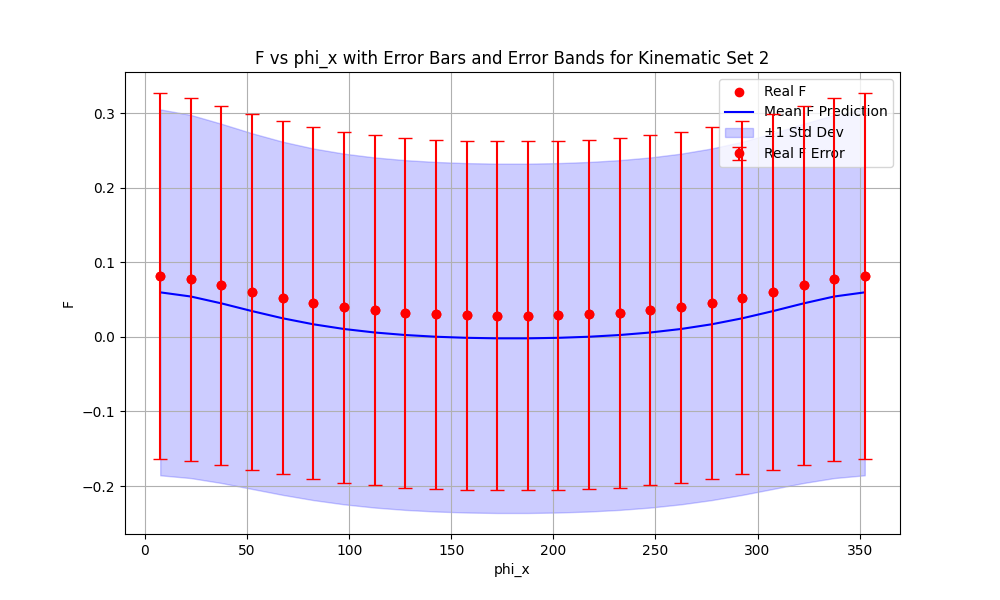 F vs phi_x with Error Bars and Error Bands for Kinematic Set 2
Real F
Mean F Prediction
±1 Std Dev
Real F Error
F
0.3
0.2
0.1
0.0
−0.1
−0.2
0 50 100 150 200 250 300 350
phi_x